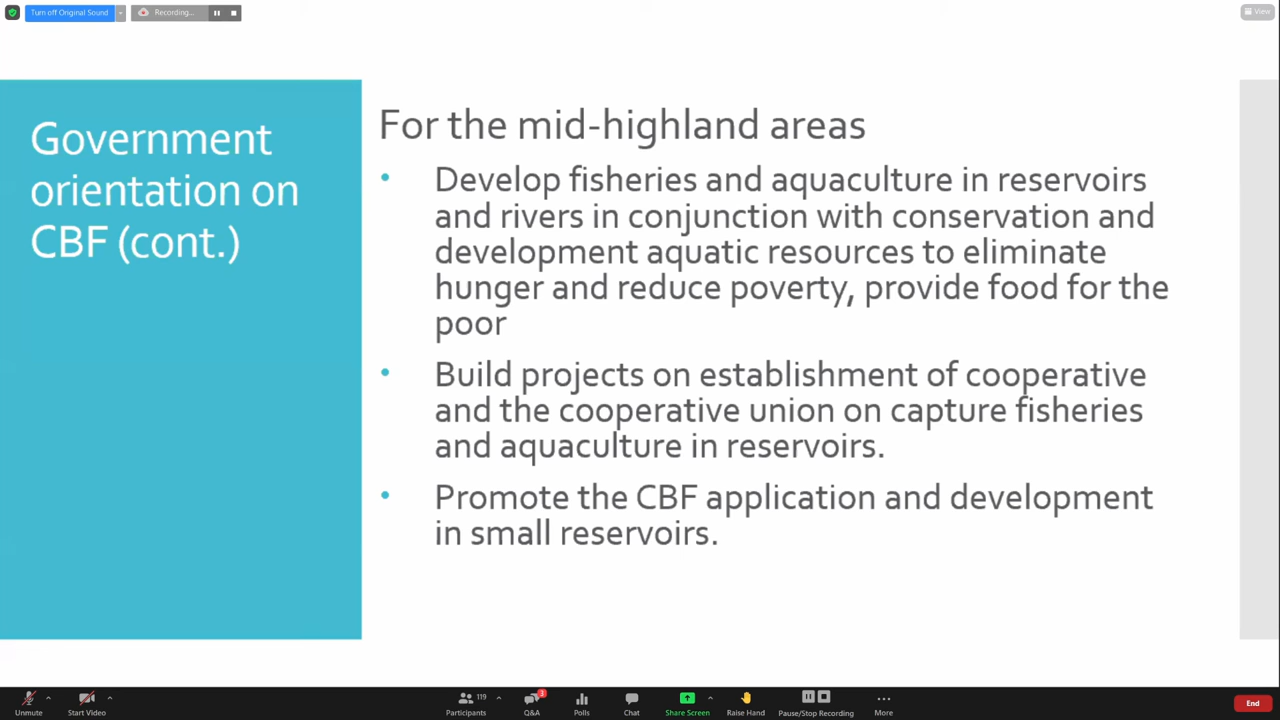 Turn off Original Sound
Recording...
View
Government
orientation on
CBF (cont.)
For the mid-highland areas
• Develop fisheries and aquaculture in reservoirs
and rivers in conjunction with conservation and
development aquatic resources to eliminate
hunger and reduce poverty, provide food for the
poor
• Build projects on establishment of cooperative
and the cooperative union on capture fisheries
and aquaculture in reservoirs.
• Promote the CBF application and development
in small reservoirs.
Unmute
Start Video
Participants
119
Q&A
3
Polls
Chat
Share Screen
Raise Hand
Pause/Stop Recording
More
End